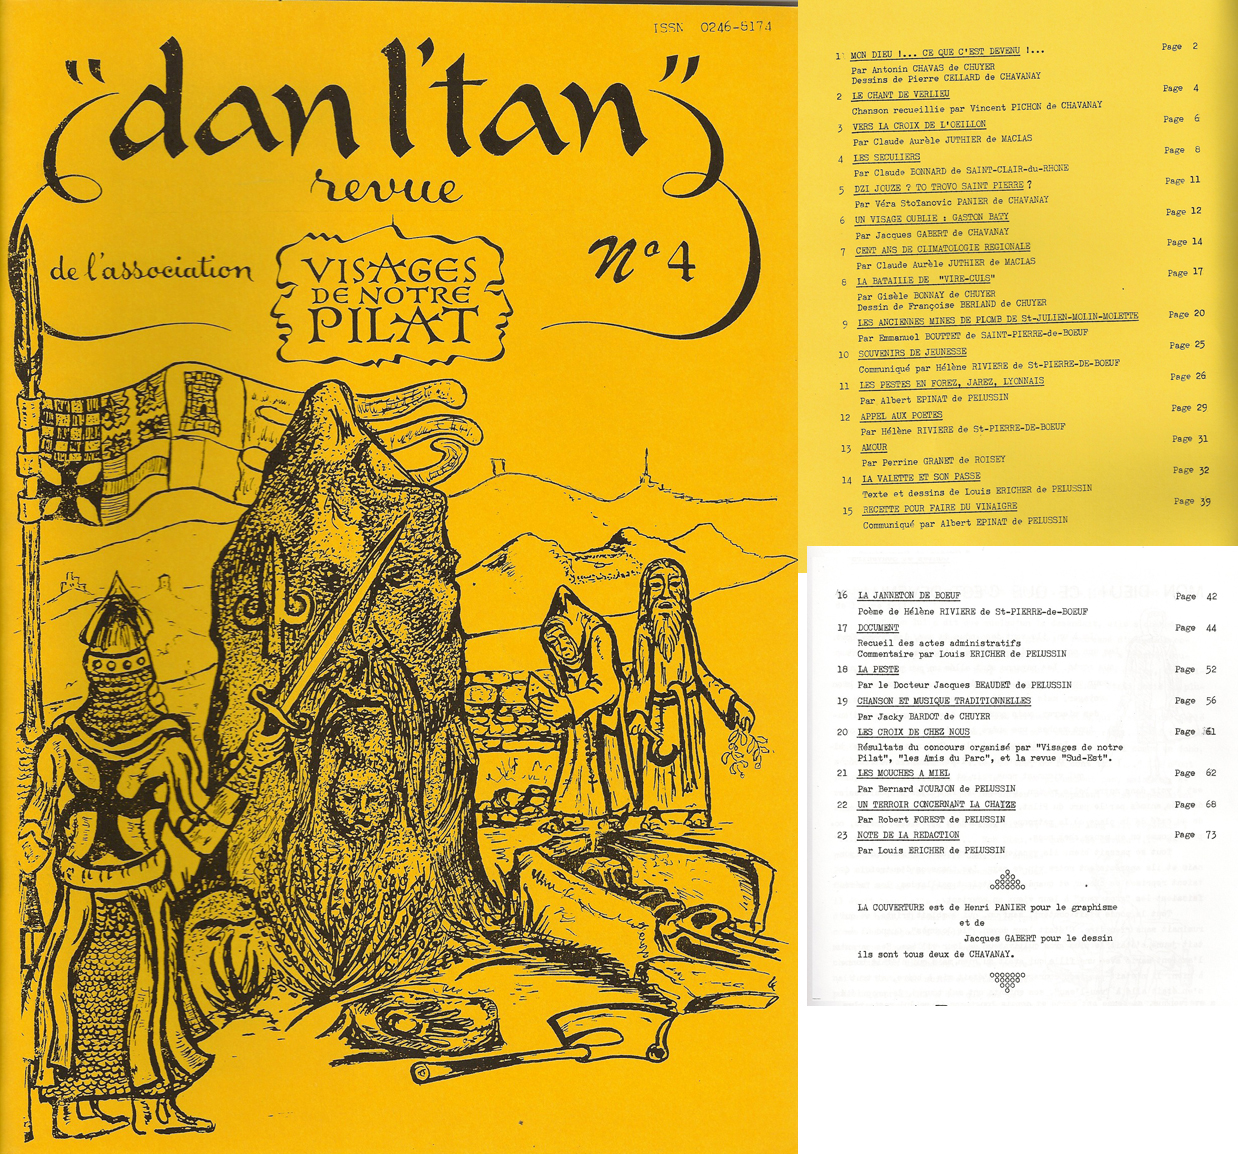 ISSN 0246-5174
"dan l'tan"
revue
de l'association
VISAGES
DE NOTRE
PILAT
N° 4
1 MON DIEU !... CE QUE C'EST DEVENU !... Page 2
Par Antonin CHAVAS de CHUYER
Dessins de Pierre CELLARD de CHAVANAY
2 LE CHANT DE VERLIEU Page 4
Chanson recueillie par Vincent PICHON de CHAVANAY
3 VERS LA CROIX DE L'OEILLON Page 6
Par Claude Aurèle JUTHIER de MACLAS
4 LES SECULIERS Page 8
Par Claude BONNARD de SAINT-CLAIR-du-RHONE
5 DZI JOUZE ? TO TROVO SAINT PIERRE ? Page 11
Par Véra Stoïanovic PANIER de CHAVANAY
6 UN VISAGE OUBLIE : GASTON BATY Page 12
Par Jacques GABERT de CHAVANAY
7 CENT ANS DE CLIMATOLOGIE REGIONALE Page 14
Par Claude Aurèle JUTHIER de MACLAS
8 LA BATAILLE DE "VIRE-CULS" Page 17
Par Gisèle BONNAY de CHUYER
Dessin de Françoise BERLAND de CHUYER
9 LES ANCIENNES MINES DE PLOMB DE St-JULIEN-MOLIN-MOLETTE Page 20
Par Emmanuel BOUTTET de SAINT-PIERRE-de-BOEUF
10 SOUVENIRS DE JEUNESSE Page 25
Communiqué par Hélène RIVIERE de St-PIERRE-DE-BOEUF
11 LES PESTES EN FOREZ, JAREZ, LYONNAIS Page 26
Par Albert EPINAT de PELUSSIN
12 APPEL AUX POETES Page 29
Par Hélène RIVIERE de St-PIERRE-DE-BOEUF
13 AMOUR Page 31
Par Perrine GRANET de ROISEY
14 LA VALETTE ET SON PASSE Page 32
Texte et dessins de Louis ERICHER de PELUSSIN
15 RECETTE POUR FAIRE DU VINAIGRE Page 39
Communiqué par Albert EPINAT de PELUSSIN
16 LA JANNETON DE BOEUF Page 42
Poème de Hélène RIVIERE de St-PIERRE-de-BOEUF
17 DOCUMENT Page 44
Recueil des actes administratifs
Commentaire par Louis ERICHER de PELUSSIN
18 LA PESTE Page 52
Par le Docteur Jacques BEAUDET de PELUSSIN
19 CHANSON ET MUSIQUE TRADITIONNELLES Page 56
Par Jacky BARDOT de CHUYER
20 LES CROIX DE CHEZ NOUS Page 61
Résultats du concours organisé par "Visages de notre
Pilat", "les Amis du Parc", et la revue "Sud-Est".
21 LES MOUCHES A MIEL Page 62
Par Bernard JOURJON de PELUSSIN
22 UN TERROIR CONCERNANT LA CHAIZE Page 68
Par Robert FOREST de PELUSSIN
23 NOTE DE LA REDACTION Page 73
Par Louis ERICHER de PELUSSIN
LA COUVERTURE est de Henri PANIER pour le graphisme
et de
Jacques GABERT pour le dessin
ils sont tous deux de CHAVANAY.